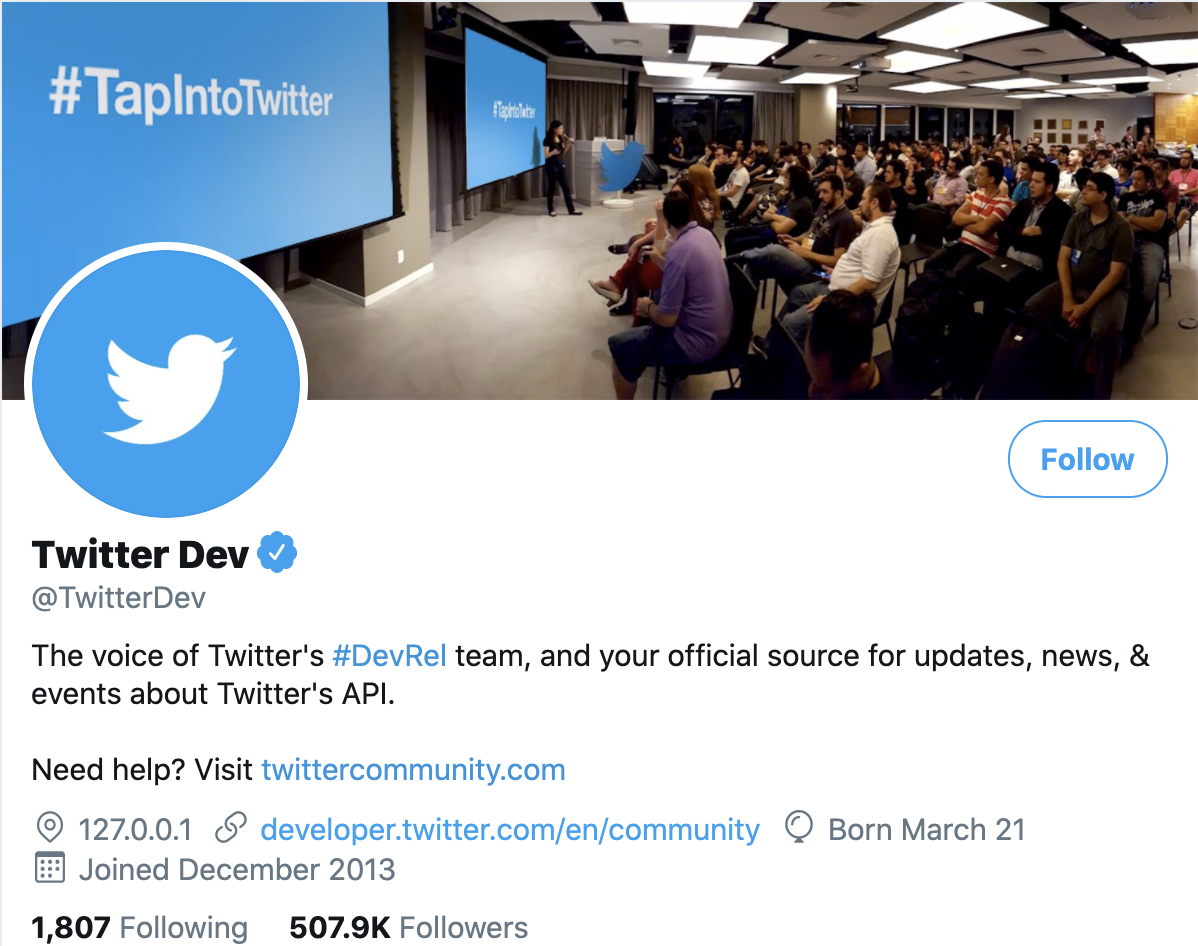 #TapIntoTwitter
#TapIntoTwitter
Follow
Twitter Dev
@TwitterDev
The voice of Twitter's #DevRel team, and your official source for updates, news, &
events about Twitter's API.
Need help? Visit twittercommunity.com
127.0.0.1 developer.twitter.com/en/community Born March 21
Joined December 2013
1,807 Following 507.9K Followers